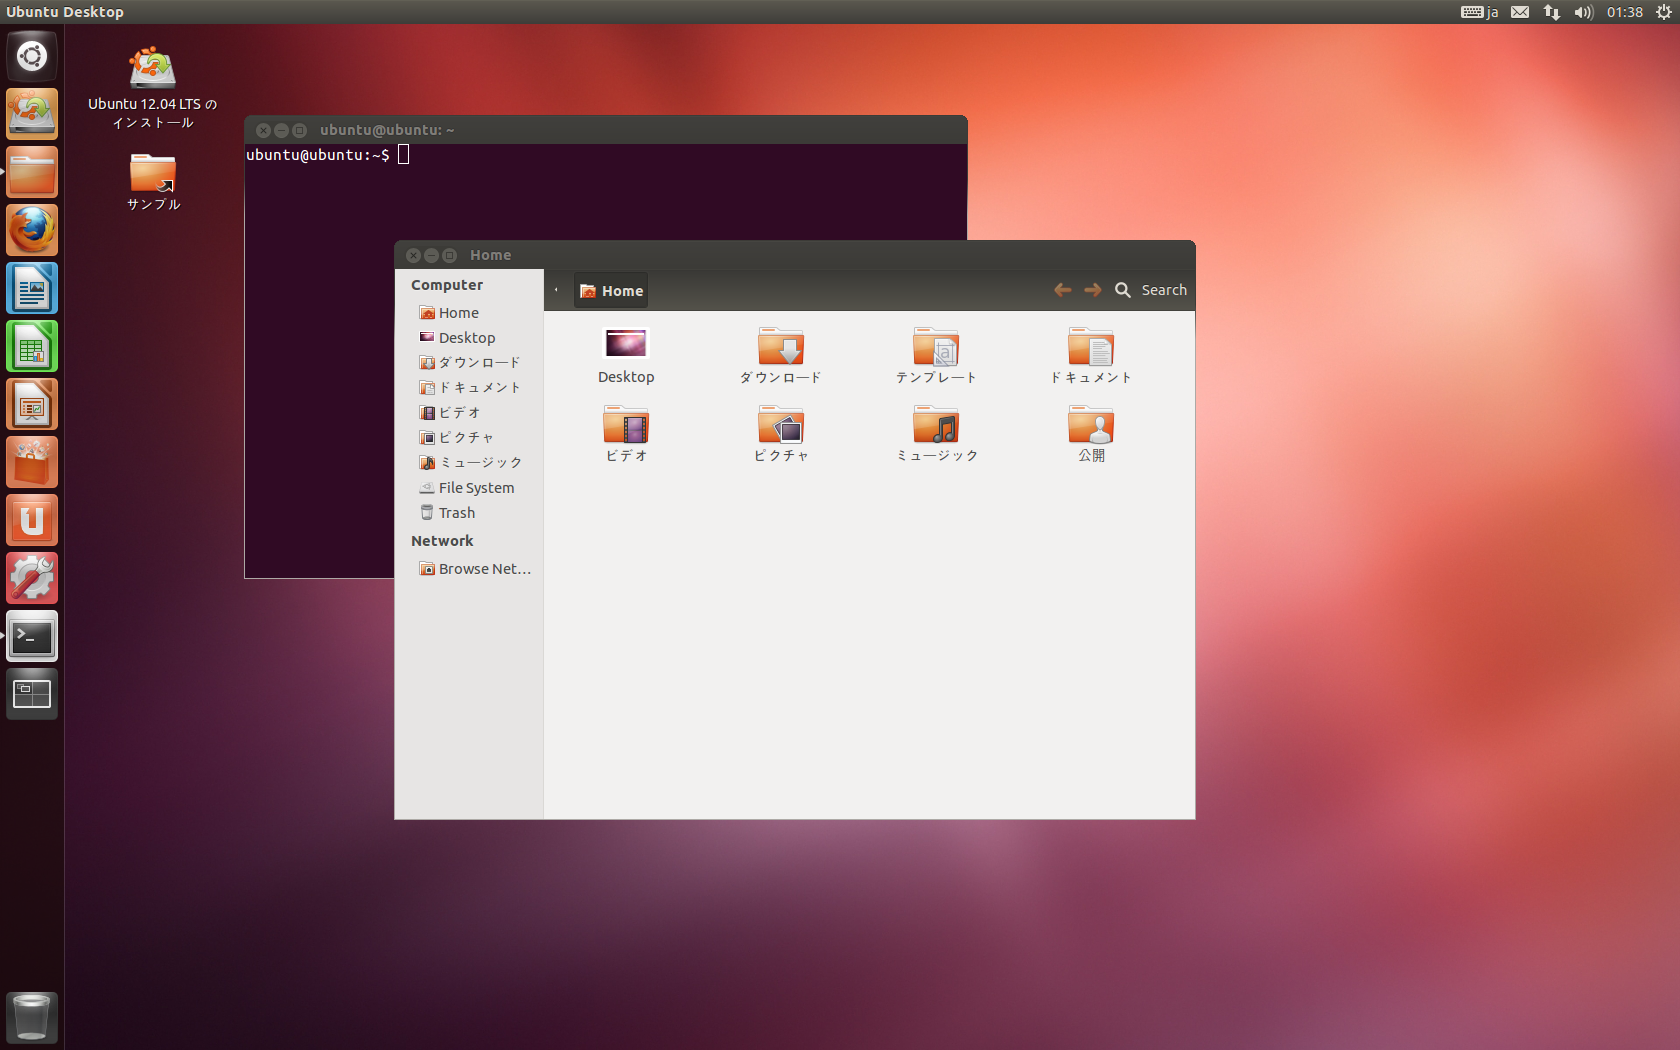 Ubuntu Desktop
ja
01:38
Ubuntu 12.04 LTS の
インストール
サンプル
ubuntu@ubuntu: ~
ubuntu@ubuntu:~$
Home
Computer
Home
Desktop
ダウンロード
ドキュメント
ビデオ
ピクチャ
ミュージック
File System
Trash
Network
Browse Net...
Home
Search
Desktop
ダウンロード
テンプレート
ドキュメント
ビデオ
ピクチャ
ミュージック
公開